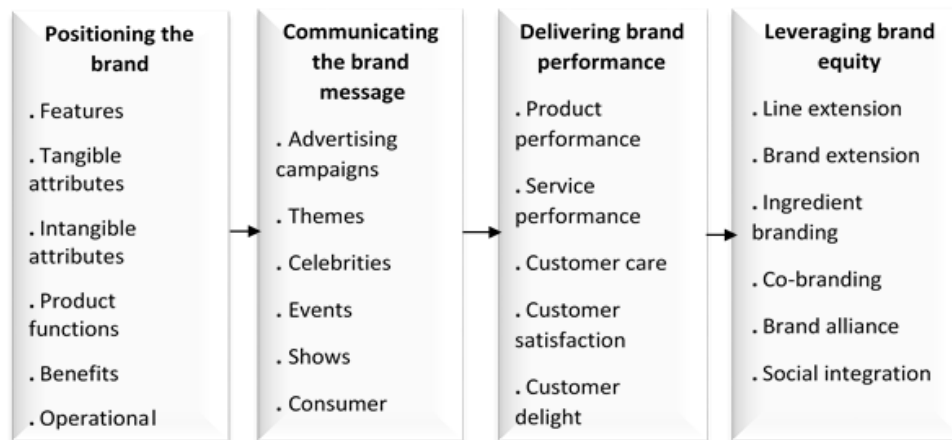 Positioning the
brand
. Features
. Tangible
attributes
. Intangible
attributes
. Product
functions
. Benefits
. Operational
Communicating
the brand
message
. Advertising
campaigns
. Themes
. Celebrities
. Events
. Shows
. Consumer
Delivering brand
performance
. Product
performance
. Service
performance
. Customer care
. Customer
satisfaction
. Customer
delight
Leveraging brand
equity
. Line extension
. Brand extension
. Ingredient
branding
. Co-branding
. Brand alliance
. Social integration